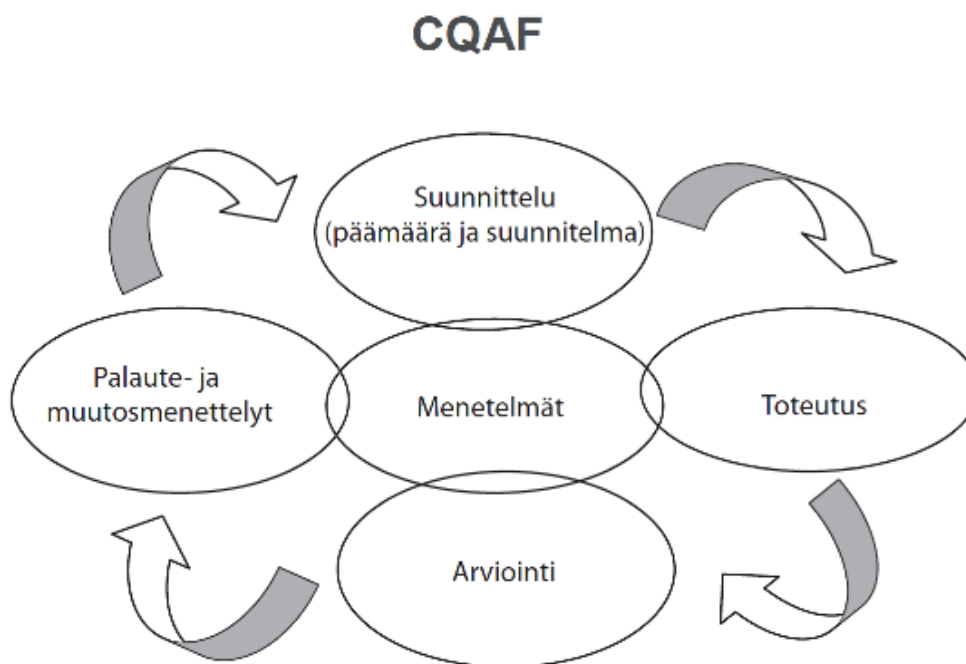 CQAF
Suunnittelu
(päämäärä ja suunnitelma)
Palaute- ja
muutosmenettelyt
Menetelmät
Toteutus
Arviointi